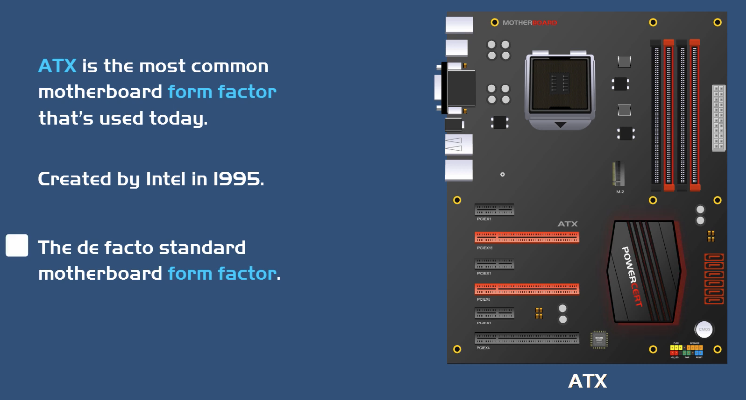 ATX is the most common
motherboard form factor
that's used today.
Created by Intel in 1995.
The de facto standard
motherboard form factor.
MOTHERBOARD
M.2
ATX
POWERCERT
ATX